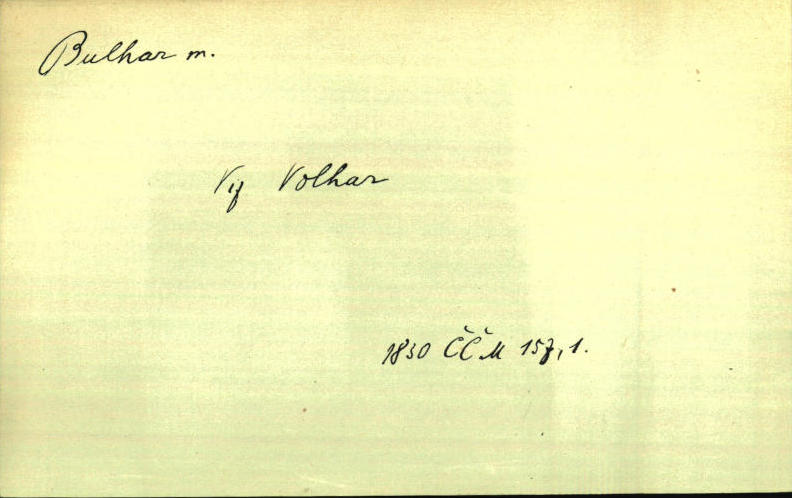 Bulhar m.
Viz Volhar
1830 ČČM 157, 1.